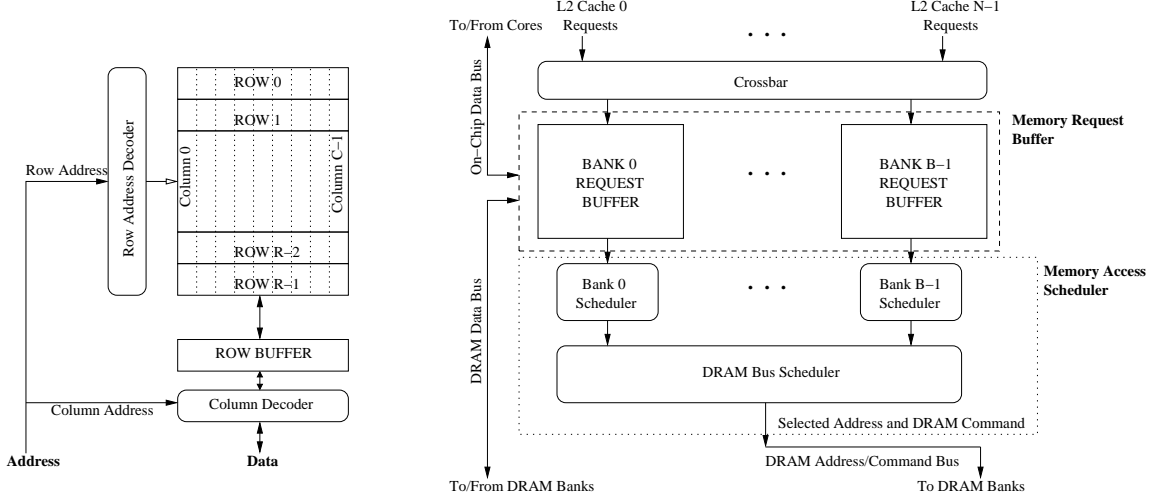 ROW 0
ROW 1
Column 0
Column C−1
Row Address Decoder
Row Address
ROW R−2
ROW R−1
ROW BUFFER
Column Address
Column Decoder
Address
Data
L2 Cache 0
Requests
L2 Cache N−1
Requests
To/From Cores
. . .
Crossbar
On−Chip Data Bus
Memory Request
Buffer
BANK 0
REQUEST
BUFFER
. . .
BANK B−1
REQUEST
BUFFER
DRAM Data Bus
Bank 0
Scheduler
. . .
Bank B−1
Scheduler
Memory Access
Scheduler
DRAM Bus Scheduler
Selected Address and DRAM Command
DRAM Address/Command Bus
To/From DRAM Banks
To DRAM Banks